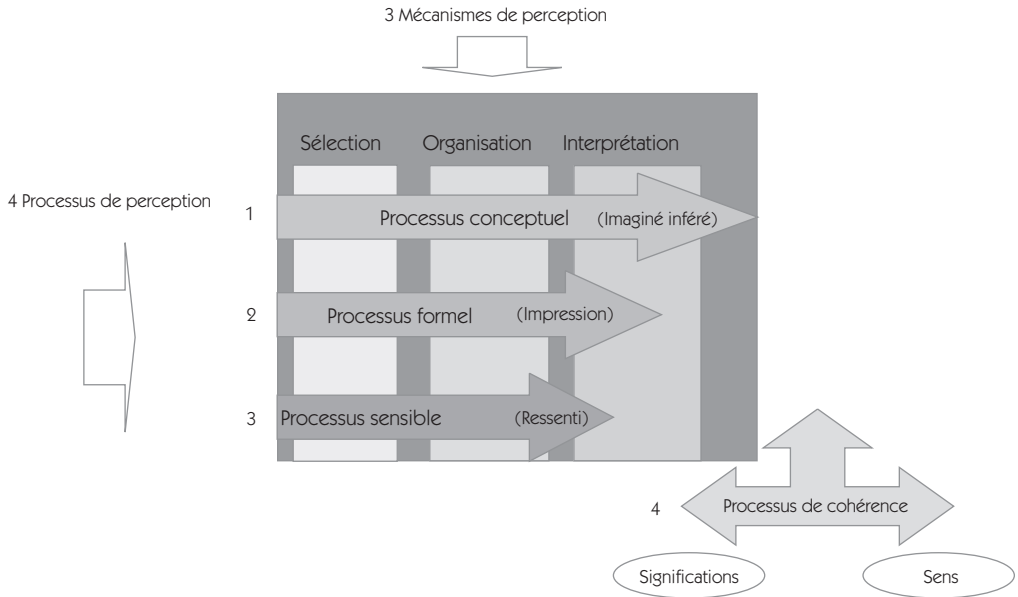 3 Mécanismes de perception
Sélection Organisation Interprétation
4 Processus de perception
1 Processus conceptuel (Imaginé inféré)
2 Processus formel (Impression)
3 Processus sensible (Ressenti)
4 Processus de cohérence
Significations Sens